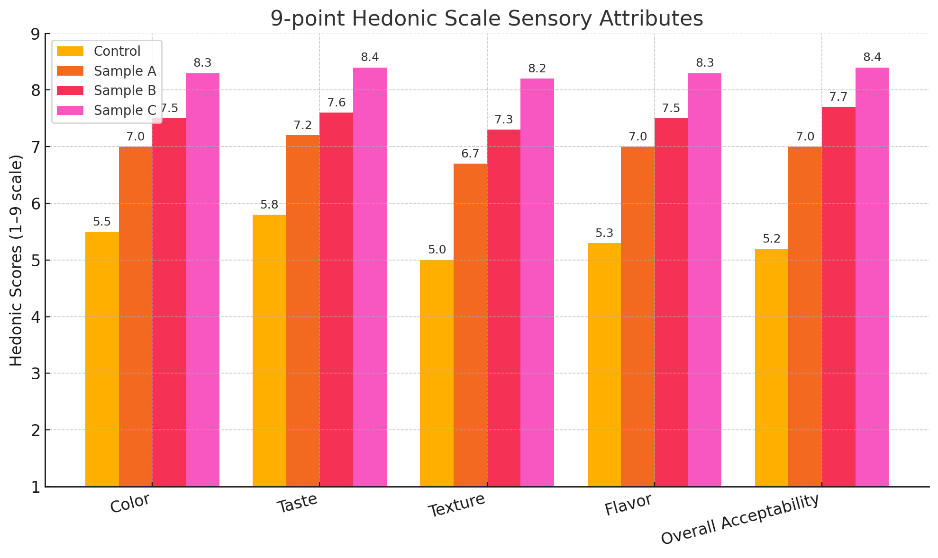 9-point Hedonic Scale Sensory Attributes
Hedonic Scores (1–9 scale)
9
8
7
6
5
4
3
2
1
Control
Sample A
Sample B
Sample C
5.5
7.0
7.5
8.3
5.8
7.2
7.6
8.4
5.0
6.7
7.3
8.2
5.3
7.0
7.5
8.3
5.2
7.0
7.7
8.4
Color
Taste
Texture
Flavor
Overall Acceptability